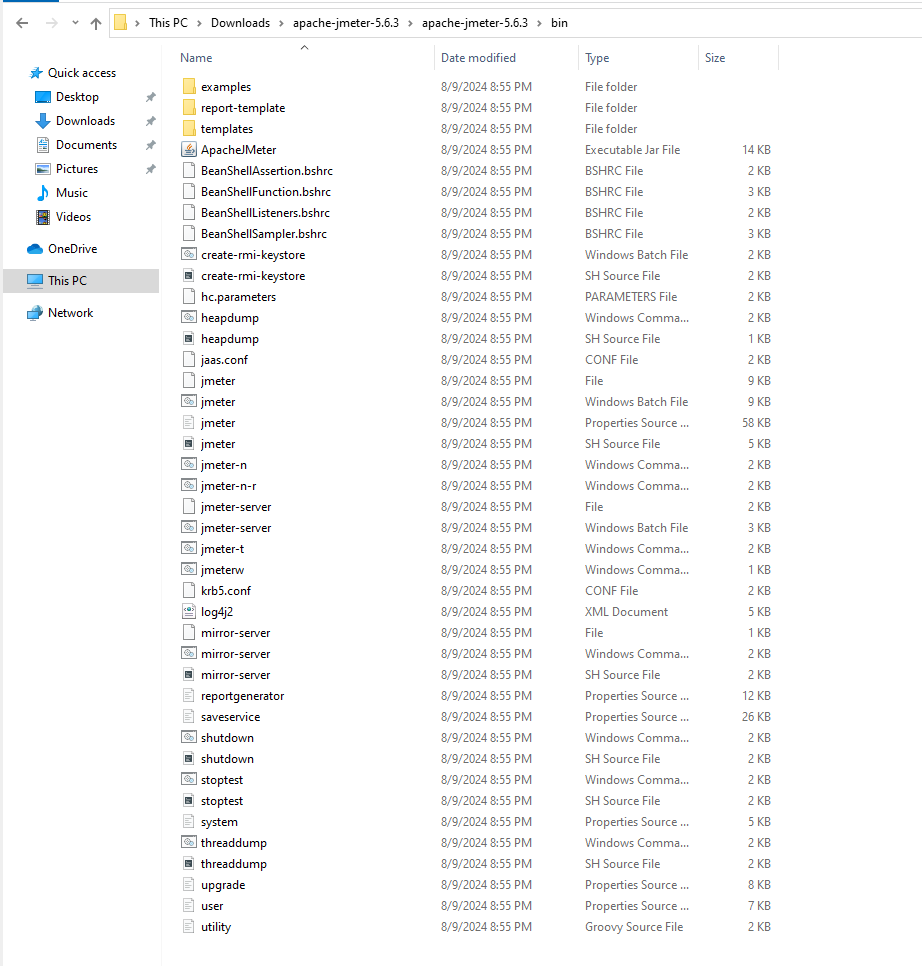 This PC > Downloads > apache-jmeter-5.6.3 > apache-jmeter-5.6.3 > bin
Quick access
Desktop
Downloads
Documents
Pictures
Music
Videos
OneDrive
This PC
Network
Name Date modified Type Size
examples 8/9/2024 8:55 PM File folder
report-template 8/9/2024 8:55 PM File folder
templates 8/9/2024 8:55 PM File folder
ApacheJMeter 8/9/2024 8:55 PM Executable Jar File 14 KB
BeanShellAssertion.bshrc 8/9/2024 8:55 PM BSHRC File 2 KB
BeanShellFunction.bshrc 8/9/2024 8:55 PM BSHRC File 3 KB
BeanShellListeners.bshrc 8/9/2024 8:55 PM BSHRC File 2 KB
BeanShellSampler.bshrc 8/9/2024 8:55 PM BSHRC File 3 KB
create-rmi-keystore 8/9/2024 8:55 PM Windows Batch File 2 KB
create-rmi-keystore 8/9/2024 8:55 PM SH Source File 2 KB
hc.parameters 8/9/2024 8:55 PM PARAMETERS File 2 KB
heapdump 8/9/2024 8:55 PM Windows Comma... 2 KB
heapdump 8/9/2024 8:55 PM SH Source File 1 KB
jaas.conf 8/9/2024 8:55 PM CONF File 2 KB
jmeter 8/9/2024 8:55 PM File 9 KB
jmeter 8/9/2024 8:55 PM Windows Batch File 9 KB
jmeter 8/9/2024 8:55 PM Properties Source ... 58 KB
jmeter 8/9/2024 8:55 PM SH Source File 5 KB
jmeter-n 8/9/2024 8:55 PM Windows Comma... 2 KB
jmeter-n-r 8/9/2024 8:55 PM Windows Comma... 2 KB
jmeter-server 8/9/2024 8:55 PM File 2 KB
jmeter-server 8/9/2024 8:55 PM Windows Batch File 3 KB
jmeter-t 8/9/2024 8:55 PM Windows Comma... 2 KB
jmeterw 8/9/2024 8:55 PM Windows Comma... 1 KB
krb5.conf 8/9/2024 8:55 PM CONF File 2 KB
log4j2 8/9/2024 8:55 PM XML Document 5 KB
mirror-server 8/9/2024 8:55 PM File 1 KB
mirror-server 8/9/2024 8:55 PM Windows Comma... 2 KB
mirror-server 8/9/2024 8:55 PM SH Source File 2 KB
reportgenerator 8/9/2024 8:55 PM Properties Source ... 12 KB
saveservice 8/9/2024 8:55 PM Properties Source ... 26 KB
shutdown 8/9/2024 8:55 PM Windows Comma... 2 KB
shutdown 8/9/2024 8:55 PM SH Source File 2 KB
stoptest 8/9/2024 8:55 PM Windows Comma... 2 KB
stoptest 8/9/2024 8:55 PM SH Source File 2 KB
system 8/9/2024 8:55 PM Properties Source ... 5 KB
threaddump 8/9/2024 8:55 PM Windows Comma... 2 KB
threaddump 8/9/2024 8:55 PM SH Source File 2 KB
upgrade 8/9/2024 8:55 PM Properties Source ... 8 KB
user 8/9/2024 8:55 PM Properties Source ... 7 KB
utility 8/9/2024 8:55 PM Groovy Source File 2 KB